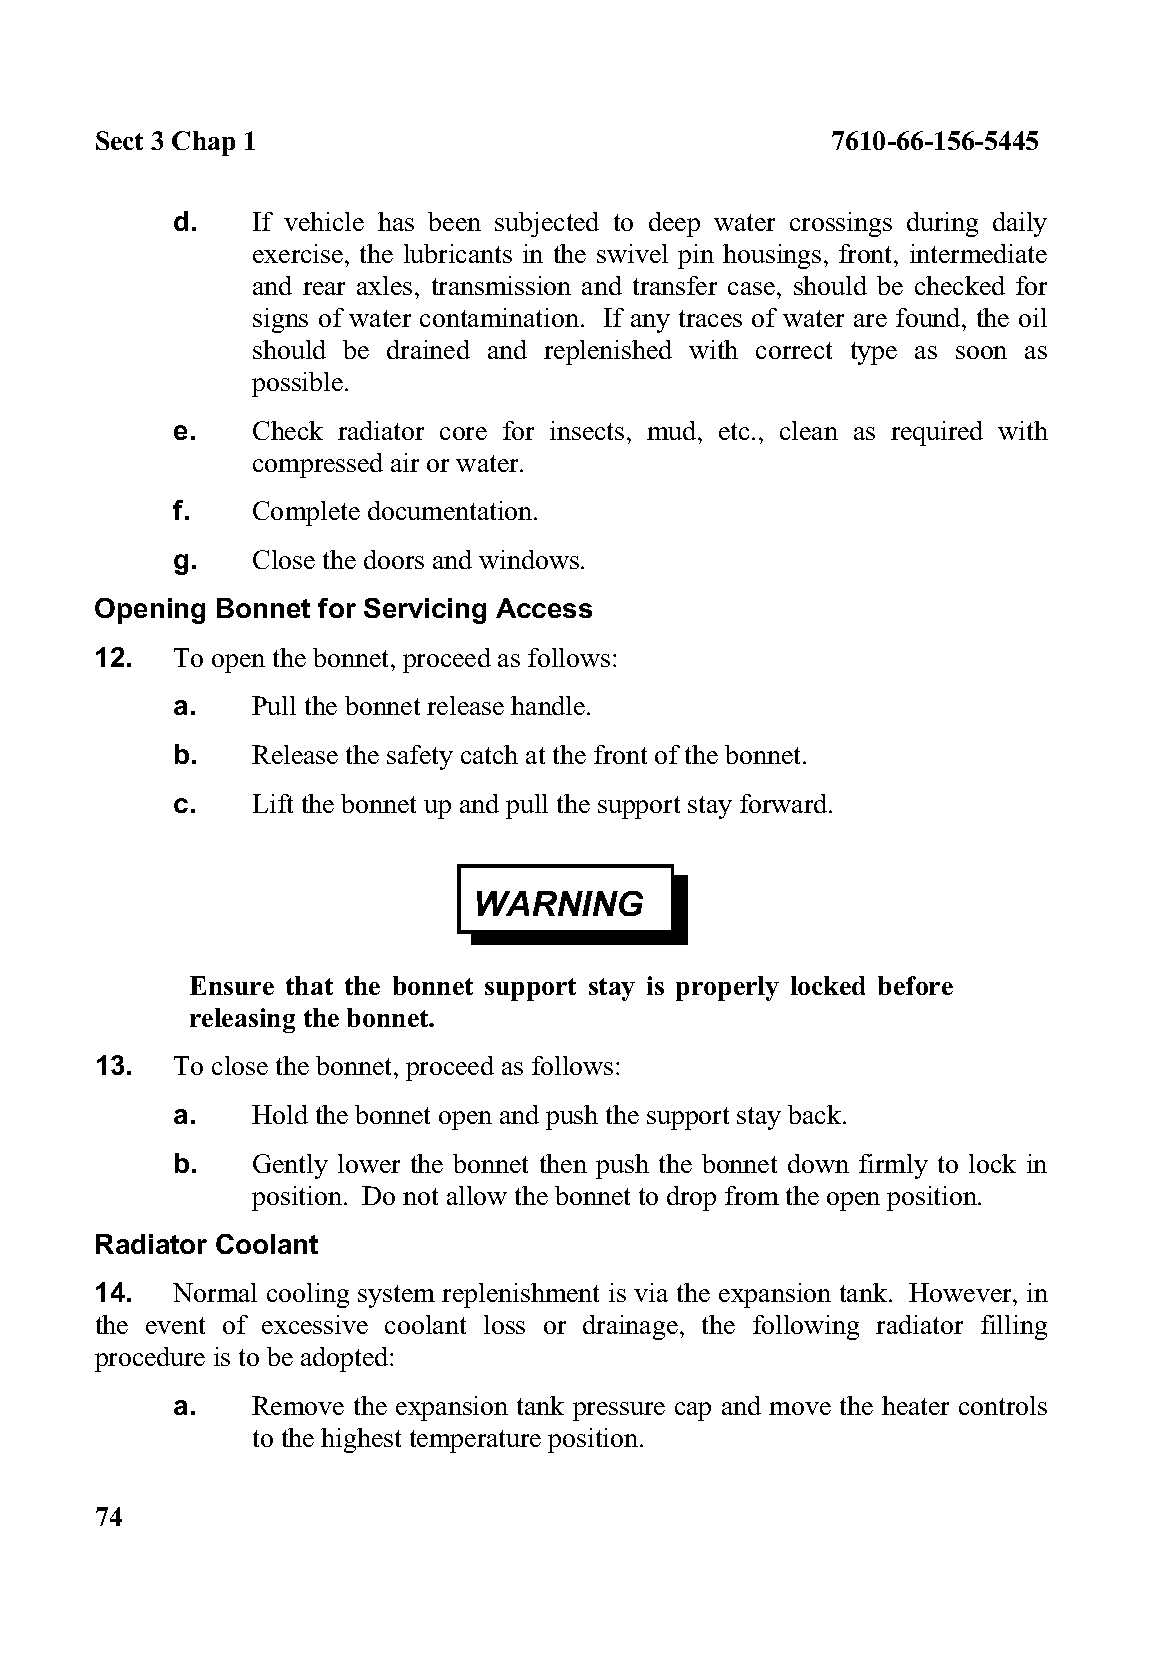 Sect 3 Chap 1 7610-66-156-5445
d. If vehicle has been subjected to deep water crossings during daily
exercise, the lubricants in the swivel pin housings, front, intermediate
and rear axles, transmission and transfer case, should be checked for
signs of water contamination. If any traces of water are found, the oil
should be drained and replenished with correct type as soon as
possible.
e. Check radiator core for insects, mud, etc., clean as required with
compressed air or water.
f. Complete documentation.
g. Close the doors and windows.
Opening Bonnet for Servicing Access
12. To open the bonnet, proceed as follows:
a. Pull the bonnet release handle.
b. Release the safety catch at the front of the bonnet.
c. Lift the bonnet up and pull the support stay forward.
WARNING
Ensure that the bonnet support stay is properly locked before
releasing the bonnet.
13. To close the bonnet, proceed as follows:
a. Hold the bonnet open and push the support stay back.
b. Gently lower the bonnet then push the bonnet down firmly to lock in
position. Do not allow the bonnet to drop from the open position.
Radiator Coolant
14. Normal cooling system replenishment is via the expansion tank. However, in
the event of excessive coolant loss or drainage, the following radiator filling
procedure is to be adopted:
a. Remove the expansion tank pressure cap and move the heater controls
to the highest temperature position.
74